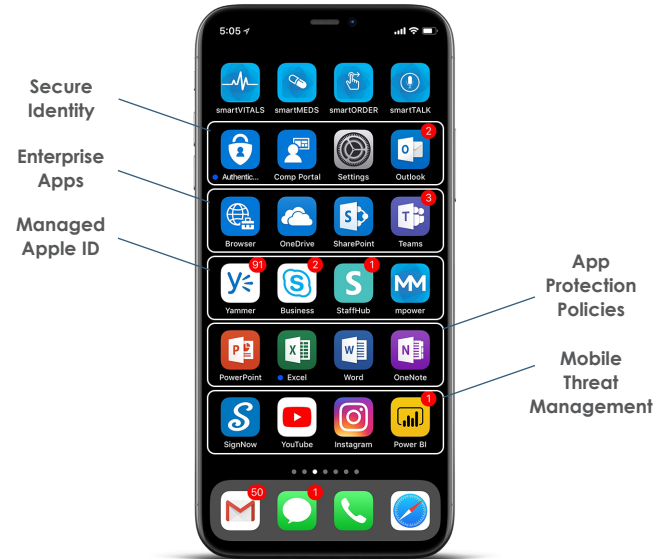 5:05
smartVITALS smartMEDS smartORDER smartTALK
Secure
Identity
2
Authentic... Comp Portal Settings Outlook
Enterprise
Apps
3
Browser OneDrive SharePoint Teams
Managed
Apple ID
91 2 1
Yammer Business StaffHub mpower
App
Protection
Policies
PowerPoint Excel Word OneNote
Mobile
Threat
Management
1
SignNow YouTube Instagram Power BI
50 1